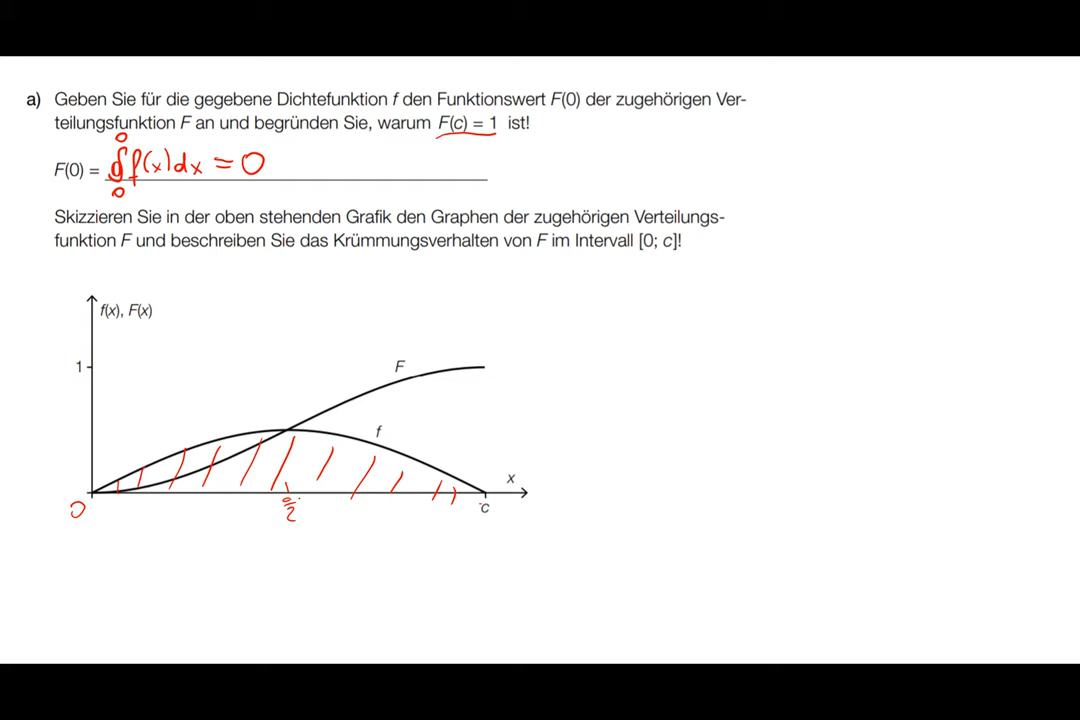 a) Geben Sie für die gegebene Dichtefunktion f den Funktionswert F(0) der zugehörigen Ver-
teilungsfunktion F an und begründen Sie, warum F(c) = 1 ist!
0
F(0) = ∫f(x)dx = 0
0
Skizzieren Sie in der oben stehenden Grafik den Graphen der zugehörigen Verteilungs-
funktion F und beschreiben Sie das Krümmungsverhalten von F im Intervall [0; c]!
f(x), F(x)
1
F
f
x
0
c
2